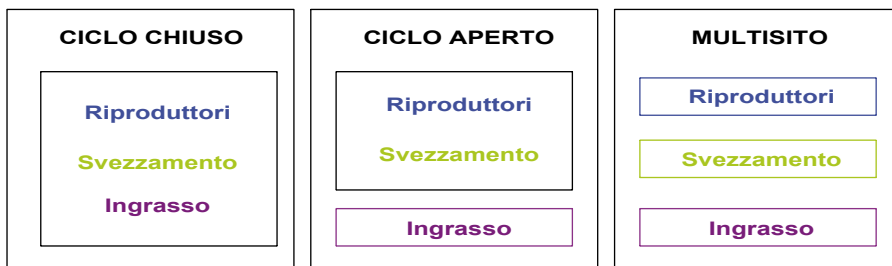 CICLO CHIUSO
Riproduttori
Svezzamento
Ingrasso
CICLO APERTO
Riproduttori
Svezzamento
Ingrasso
MULTISITO
Riproduttori
Svezzamento
Ingrasso